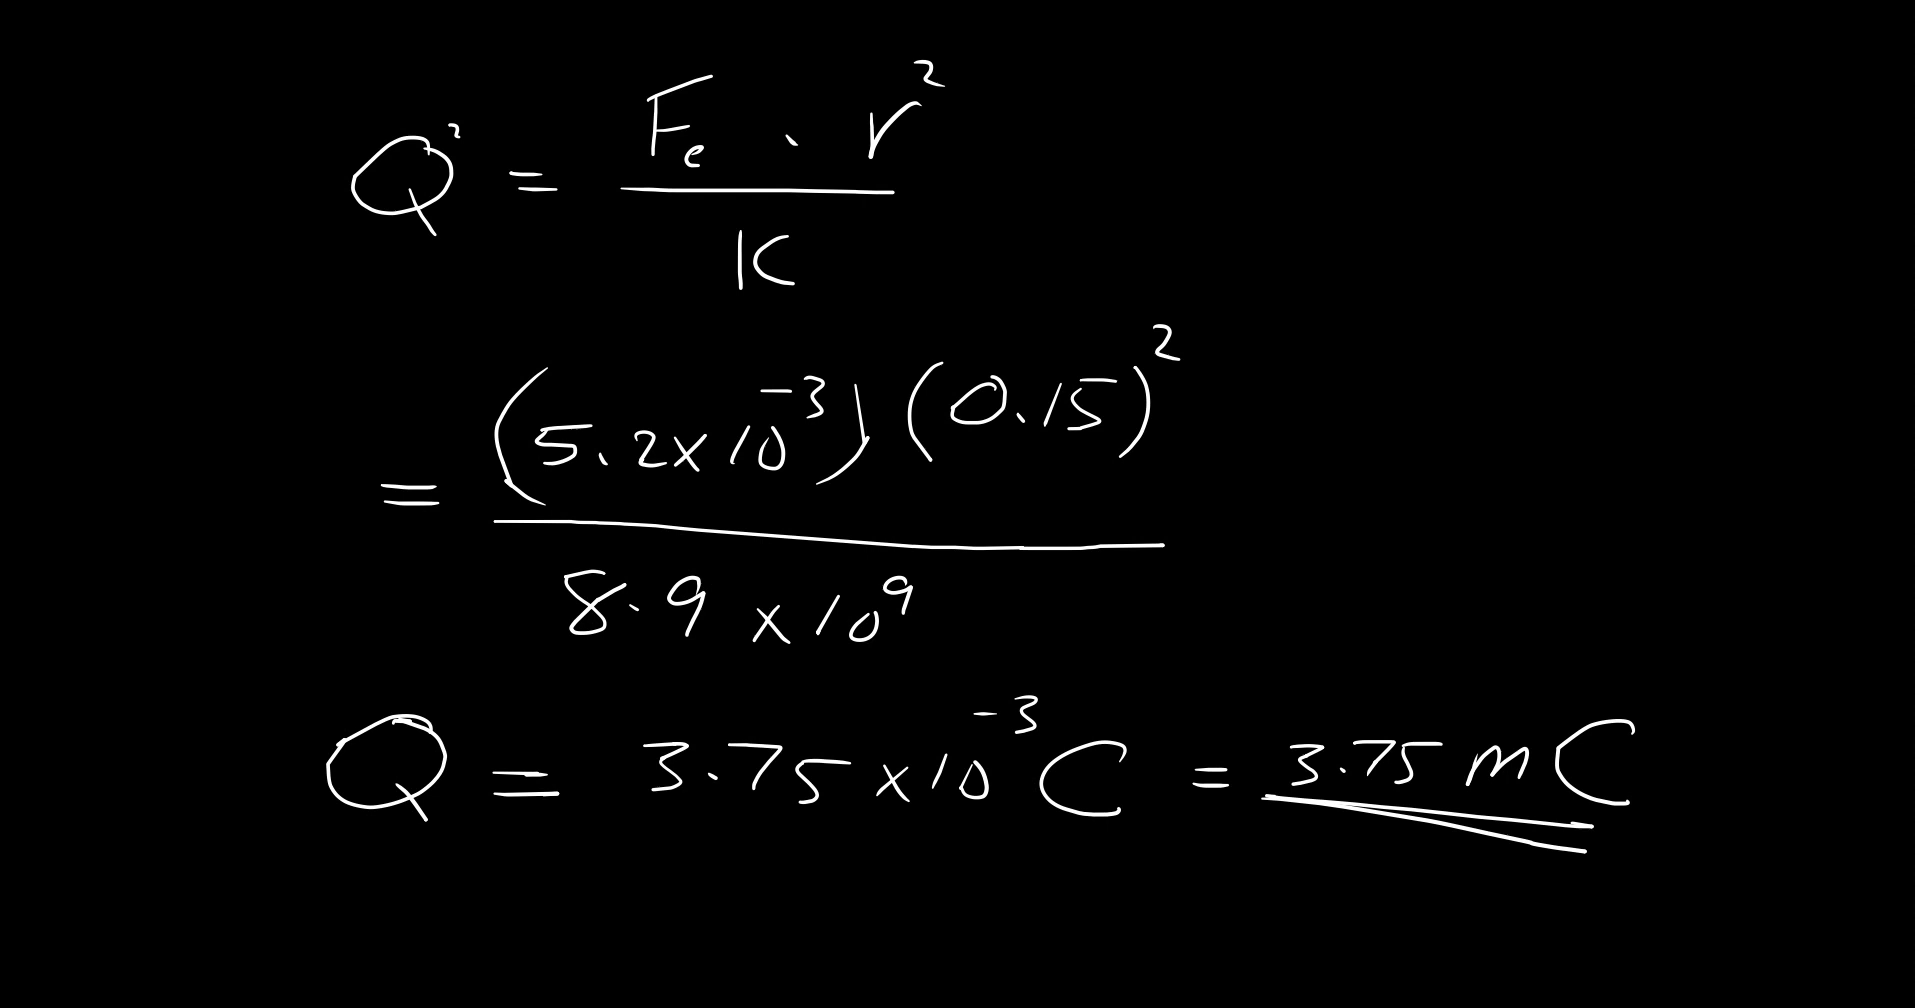 Q² = Fe · r² / K
= (5.2x10⁻³)(0.15)² / 8.9 x10⁹
Q = 3.75 x10⁻³ C = 3.75 mC